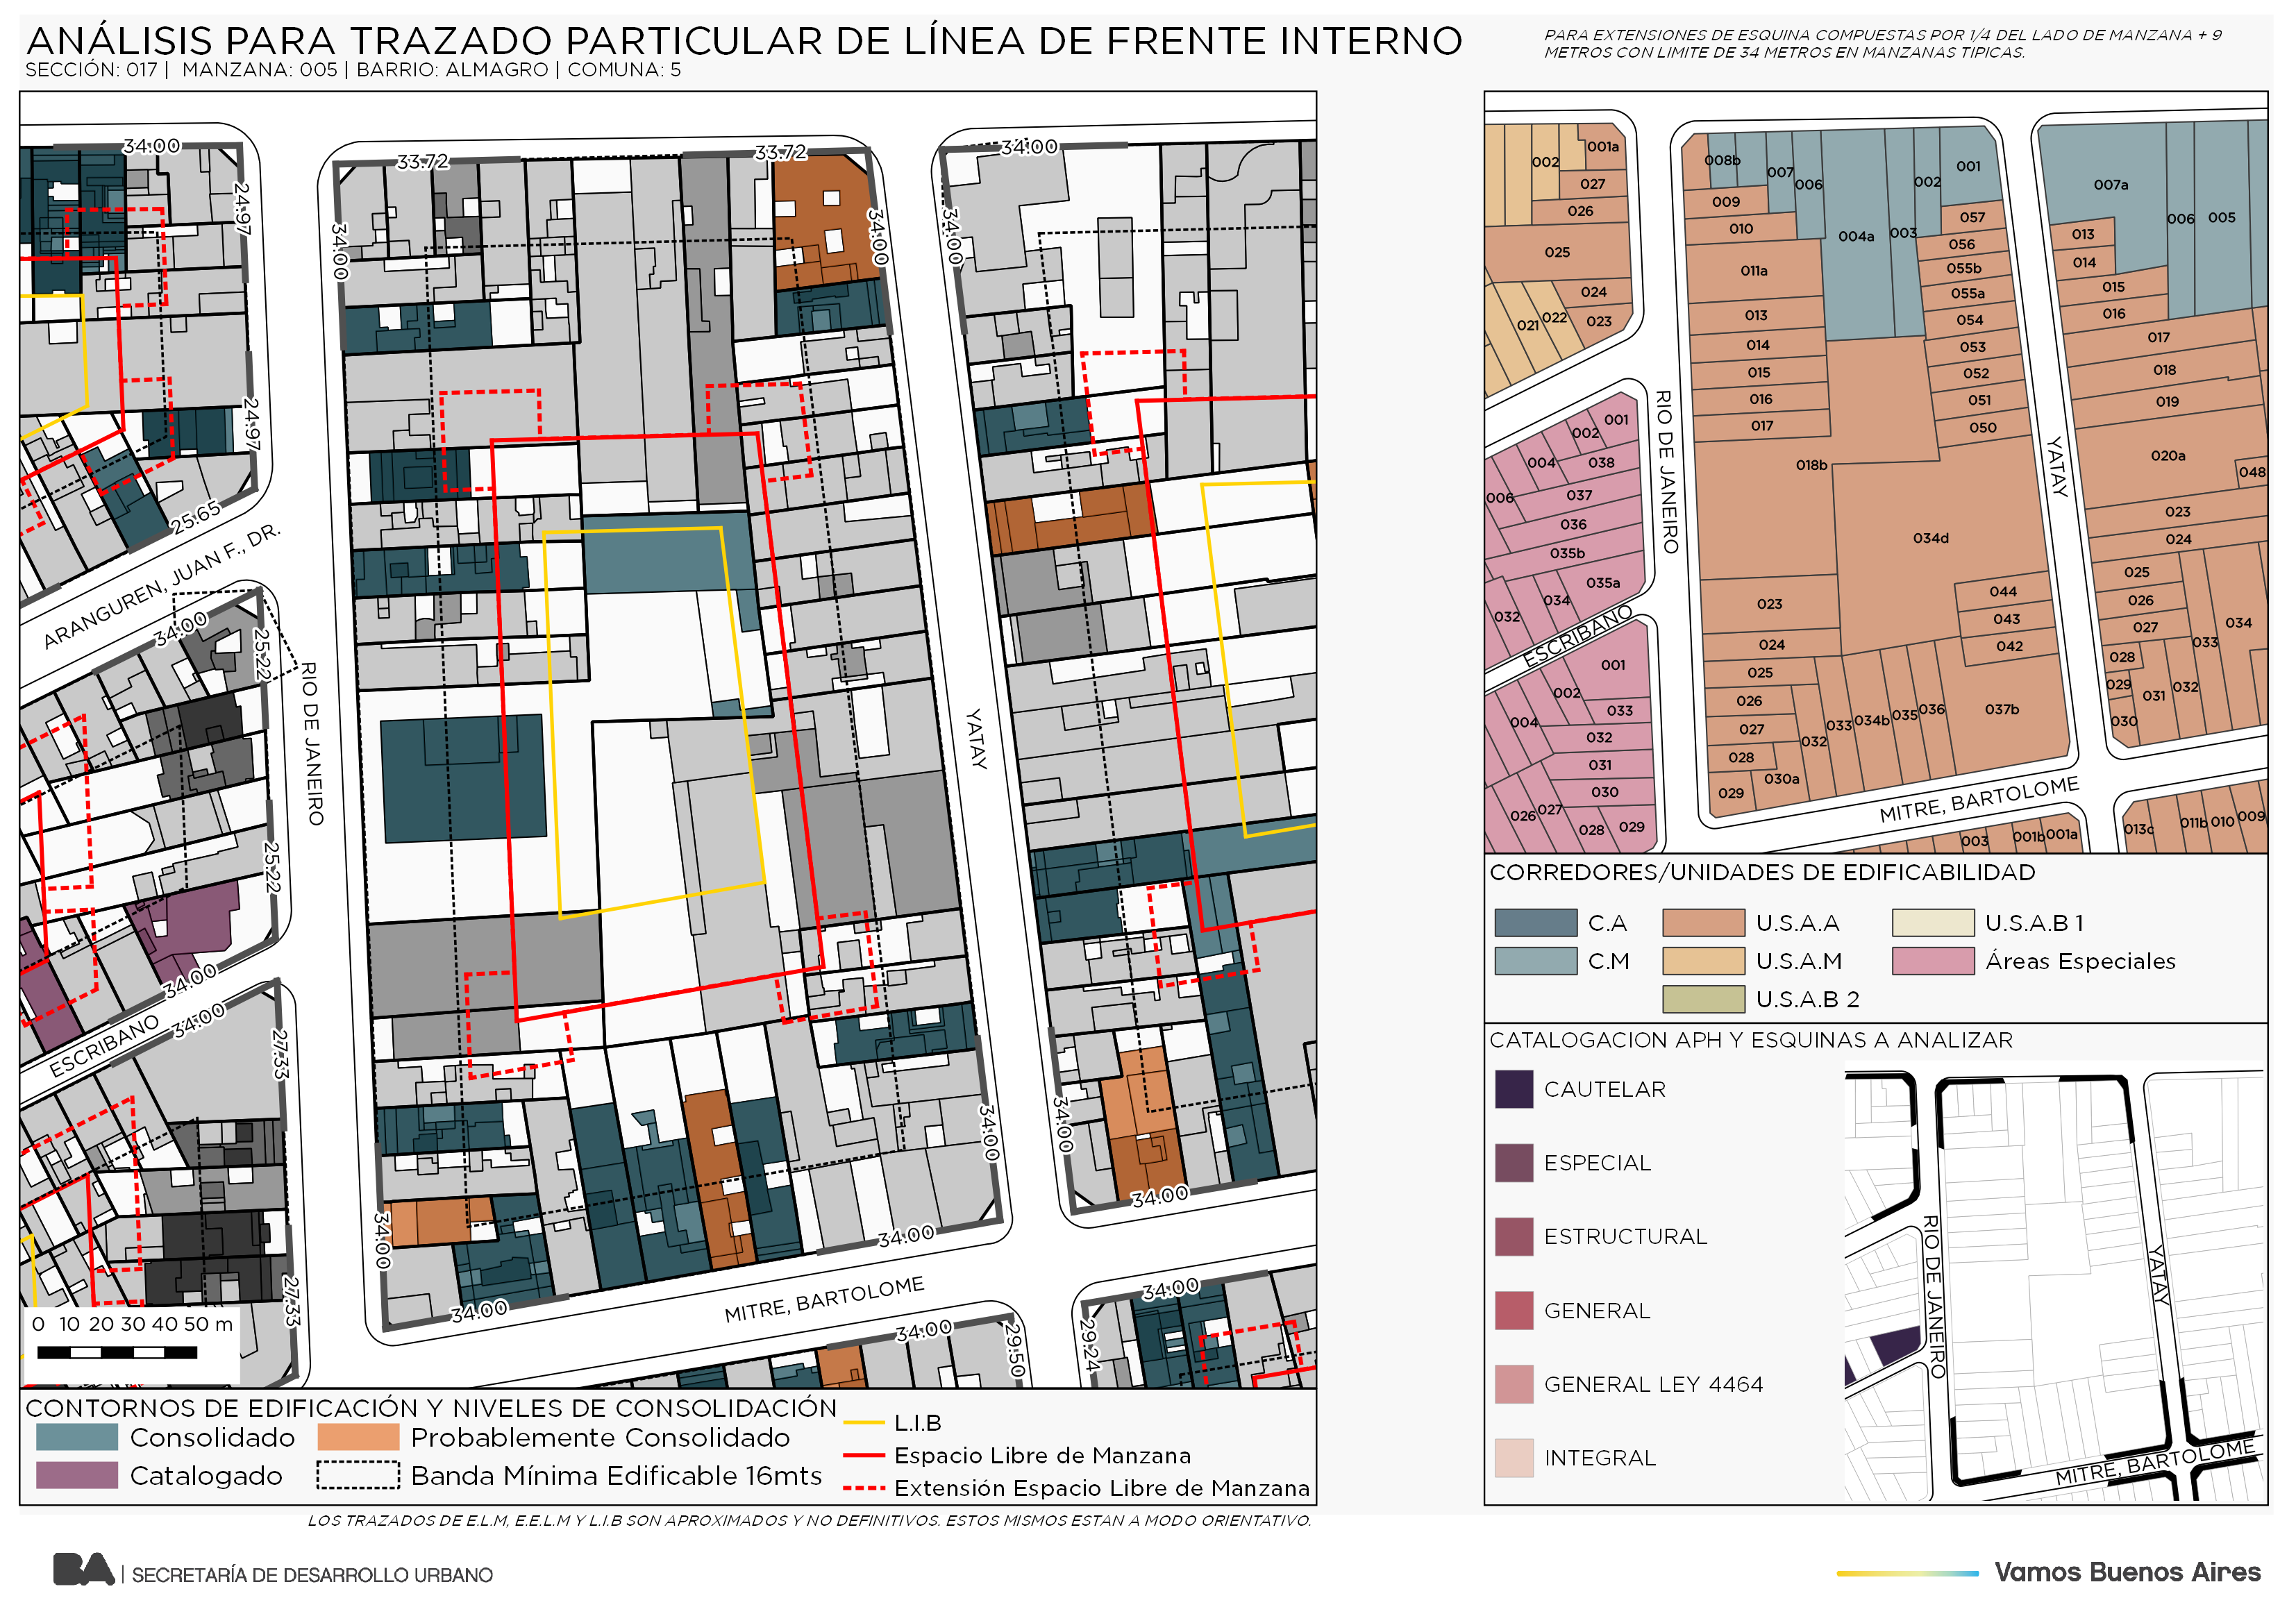 ANÁLISIS PARA TRAZADO PARTICULAR DE LÍNEA DE FRENTE INTERNO
SECCIÓN: 017 | MANZANA: 005 | BARRIO: ALMAGRO | COMUNA: 5
PARA EXTENSIONES DE ESQUINA COMPUESTAS POR 1/4 DEL LADO DE MANZANA + 9
METROS CON LIMITE DE 34 METROS EN MANZANAS TIPICAS.
34.00
33.72
33.72
34.00
24.97
34.00
34.00
34.00
24.97
25.65
ARANGUREN, JUAN F., DR.
34.00
25.22
RIO DE JANEIRO
YATAY
25.22
34.00
ESCRIBANO
34.00
27.33
34.00
34.00
34.00
34.00
34.00
34.00
27.33
MITRE, BARTOLOME
34.00
34.00
29.50
29.24
0 10 20 30 40 50 m
CONTORNOS DE EDIFICACIÓN Y NIVELES DE CONSOLIDACIÓN
Consolidado
Probablemente Consolidado
Catalogado
Banda Mínima Edificable 16mts
L.I.B
Espacio Libre de Manzana
Extensión Espacio Libre de Manzana
LOS TRAZADOS DE E.L.M, E.E.L.M Y L.I.B SON APROXIMADOS Y NO DEFINITIVOS. ESTOS MISMOS ESTAN A MODO ORIENTATIVO.
002
001a
027
026
025
024
023
022
021
008b
007
006
009
010
004a
003
002
001
057
056
055b
055a
054
053
052
051
050
011a
013
014
015
016
017
018b
034d
023
024
025
026
027
028
029
030a
032
033
034b
035
036
037b
044
043
042
007a
006
005
013
014
015
016
017
018
019
020a
048
023
024
025
026
027
028
029
030
031
032
033
034
001
002
004
038
006
037
036
035b
035a
034
032
ESCRIBANO
001
002
033
004
032
031
030
026
027
028
029
RIO DE JANEIRO
YATAY
MITRE, BARTOLOME
003
001b
001a
013c
011b
010
009
CORREDORES/UNIDADES DE EDIFICABILIDAD
C.A
U.S.A.A
U.S.A.B 1
C.M
U.S.A.M
Áreas Especiales
U.S.A.B 2
CATALOGACION APH Y ESQUINAS A ANALIZAR
CAUTELAR
ESPECIAL
ESTRUCTURAL
GENERAL
GENERAL LEY 4464
INTEGRAL
RIO DE JANEIRO
YATAY
MITRE, BARTOLOME
BA | SECRETARÍA DE DESARROLLO URBANO
Vamos Buenos Aires